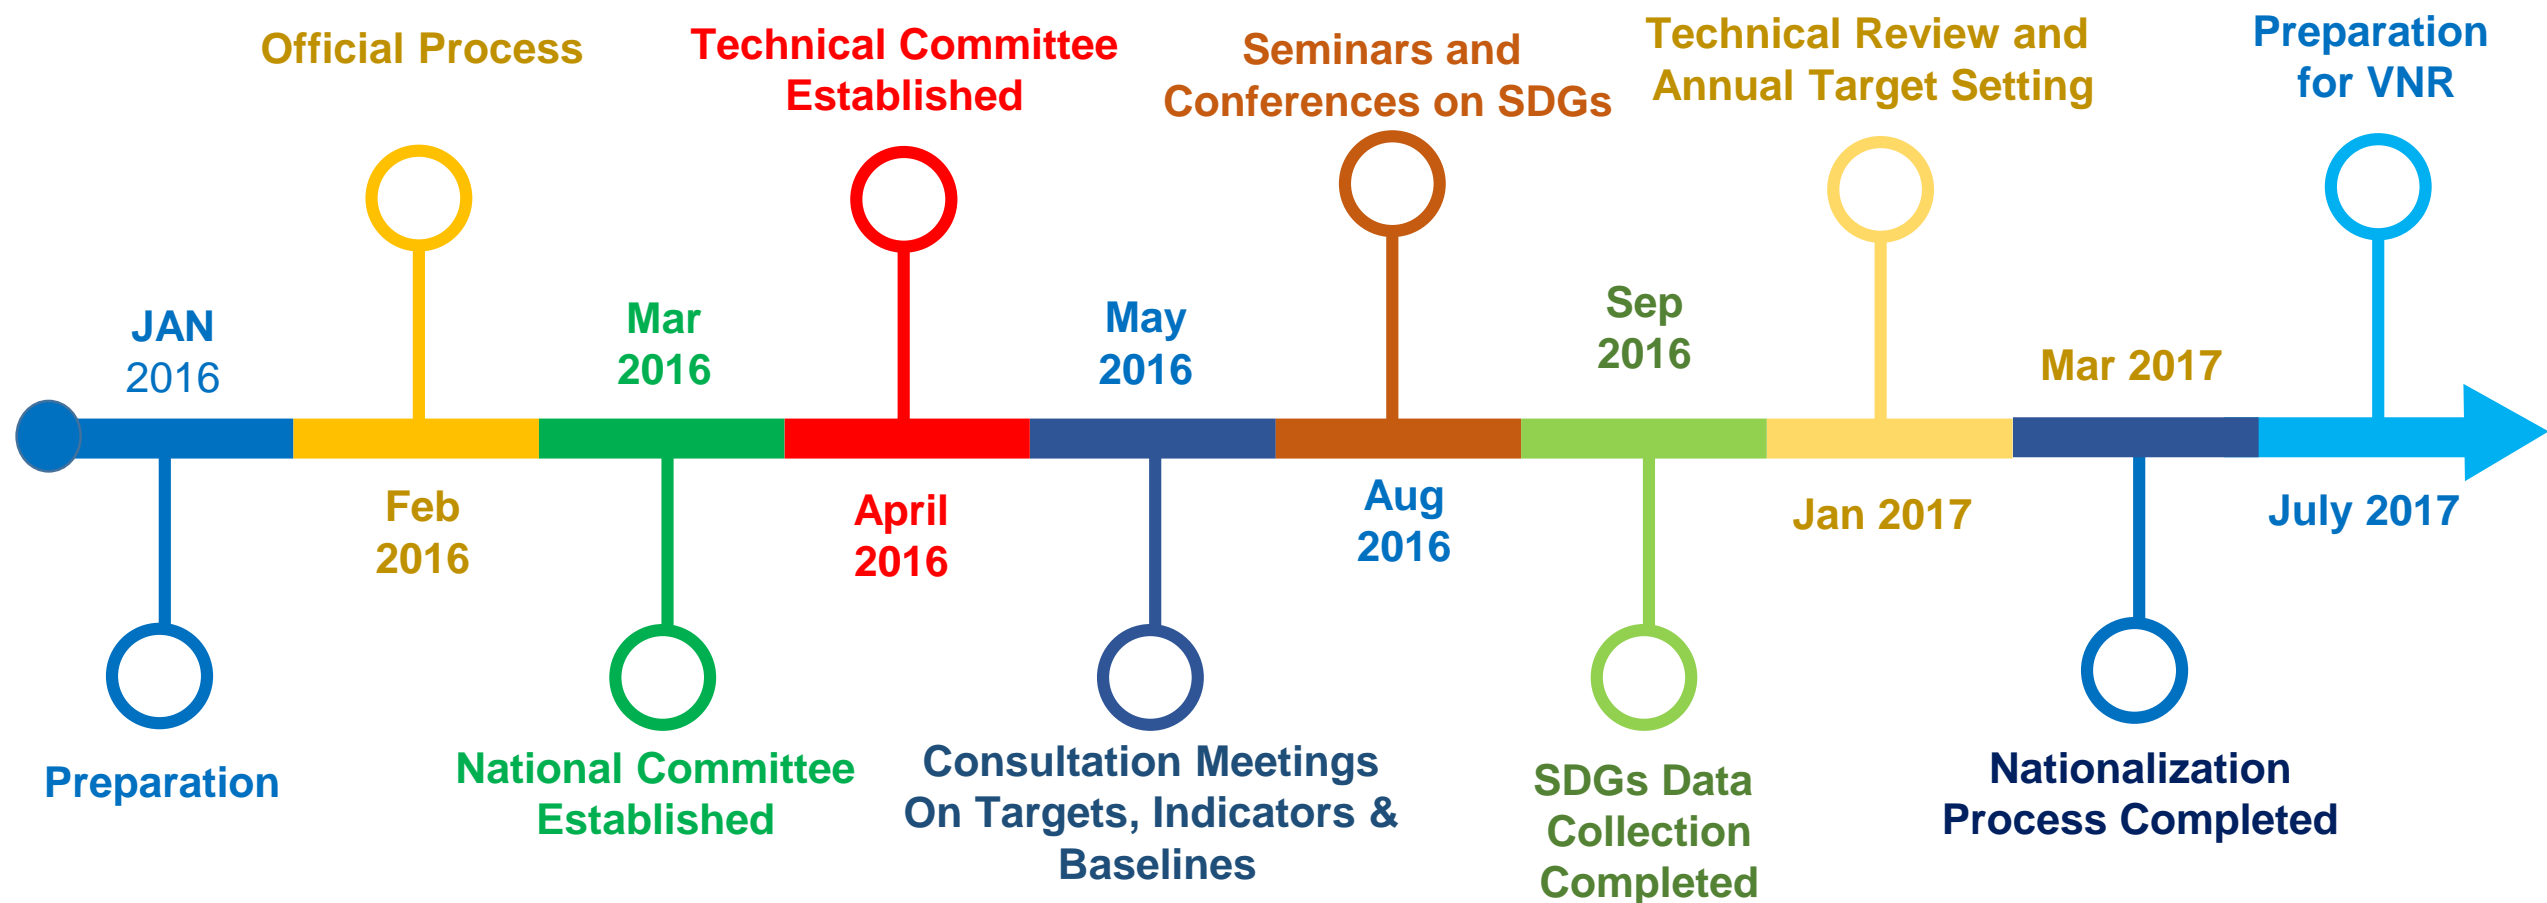 Official Process
Technical Committee
Established
Seminars and
Conferences on SDGs
Technical Review and
Annual Target Setting
Preparation
for VNR
JAN
2016
Mar
2016
May
2016
Sep
2016
Mar 2017
Feb
2016
April
2016
Aug
2016
Jan 2017
July 2017
Preparation
National Committee
Established
Consultation Meetings
On Targets, Indicators &
Baselines
SDGs Data
Collection
Completed
Nationalization
Process Completed